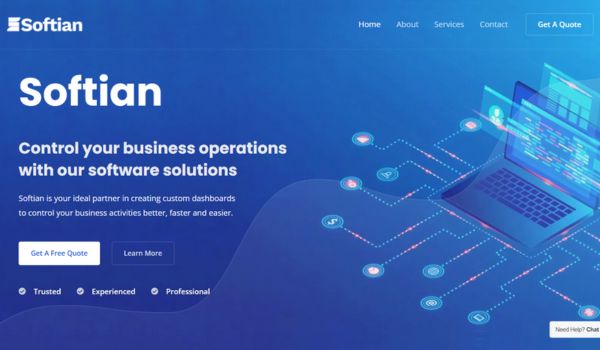 Softian
Home About Services Contact Get A Quote
Softian
Control your business operations
with our software solutions
Softian is your ideal partner in creating custom dashboards
to control your business activities better, faster and easier.
Get A Free Quote Learn More
Trusted Experienced Professional
Need Help? Chat